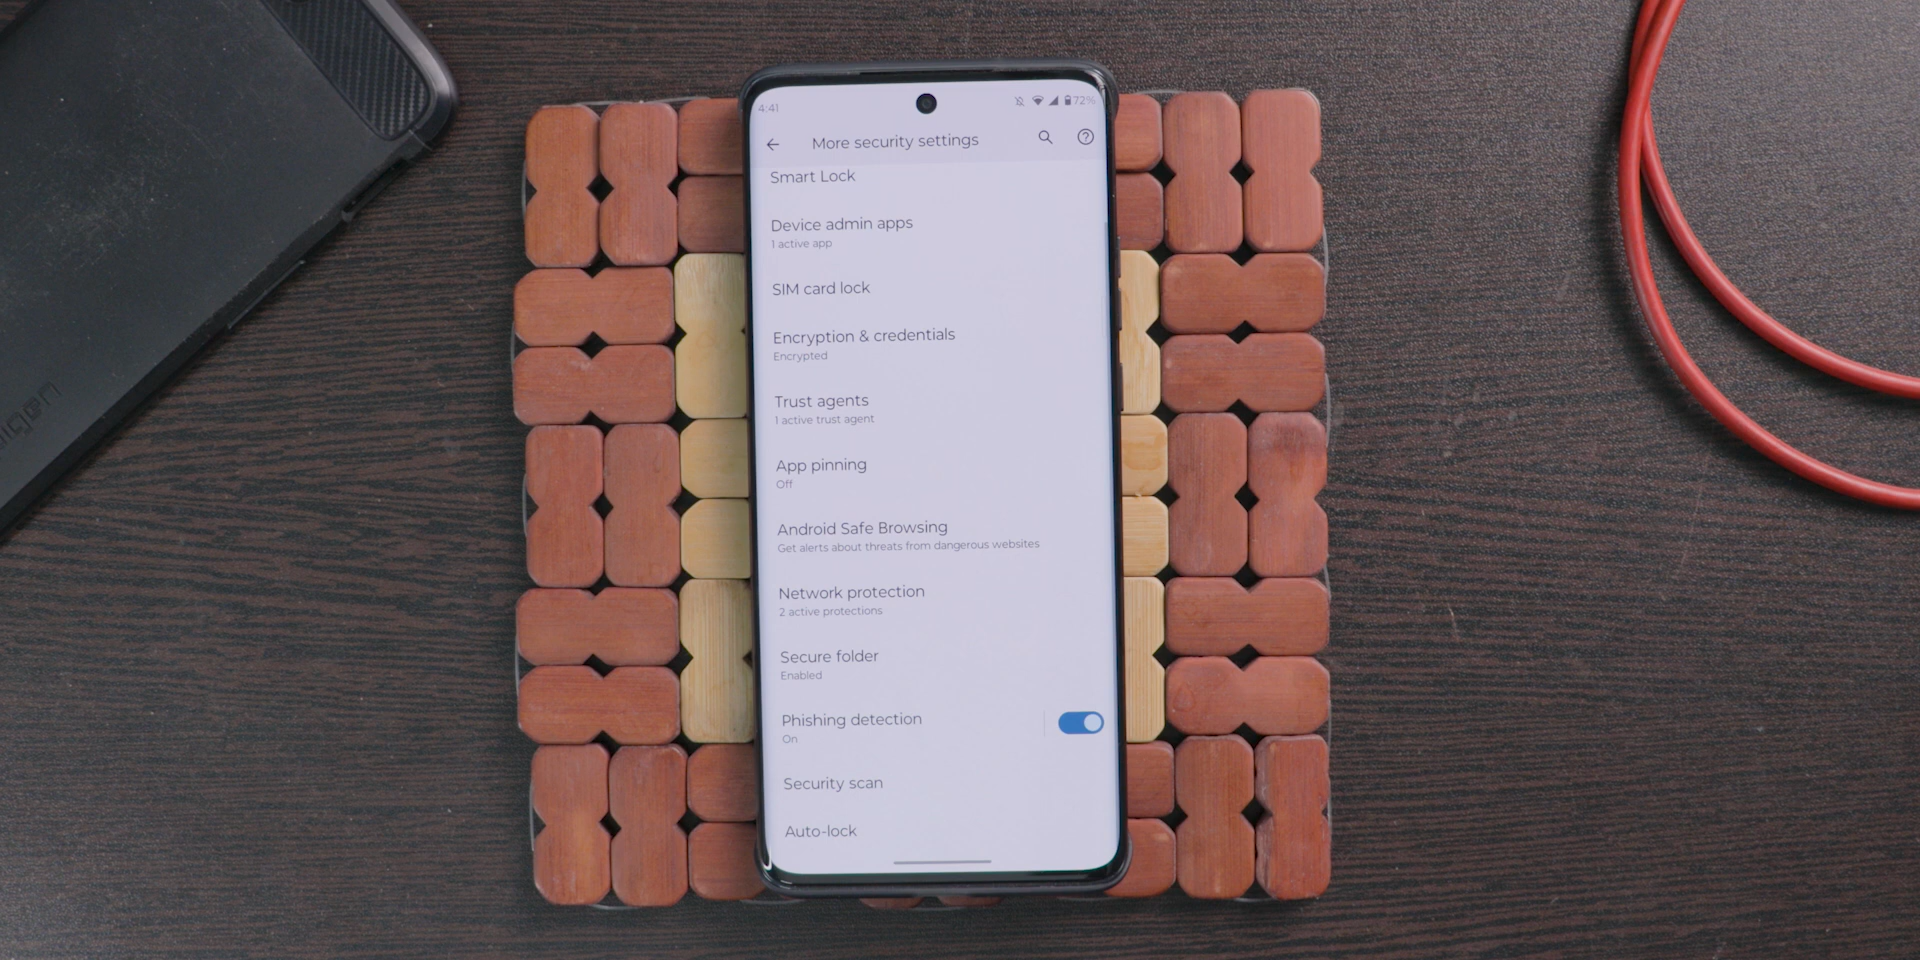 4:41
72%
More security settings
Smart Lock
Device admin apps
1 active app
SIM card lock
Encryption & credentials
Encrypted
Trust agents
1 active trust agent
App pinning
Off
Android Safe Browsing
Get alerts about threats from dangerous websites
Network protection
2 active protections
Secure folder
Enabled
Phishing detection
On
Security scan
Auto-lock